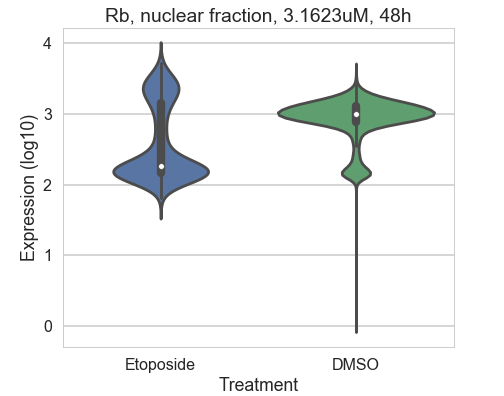 Rb, nuclear fraction, 3.1623uM, 48h
4
3
2
1
0
Expression (log10)
Etoposide DMSO
Treatment